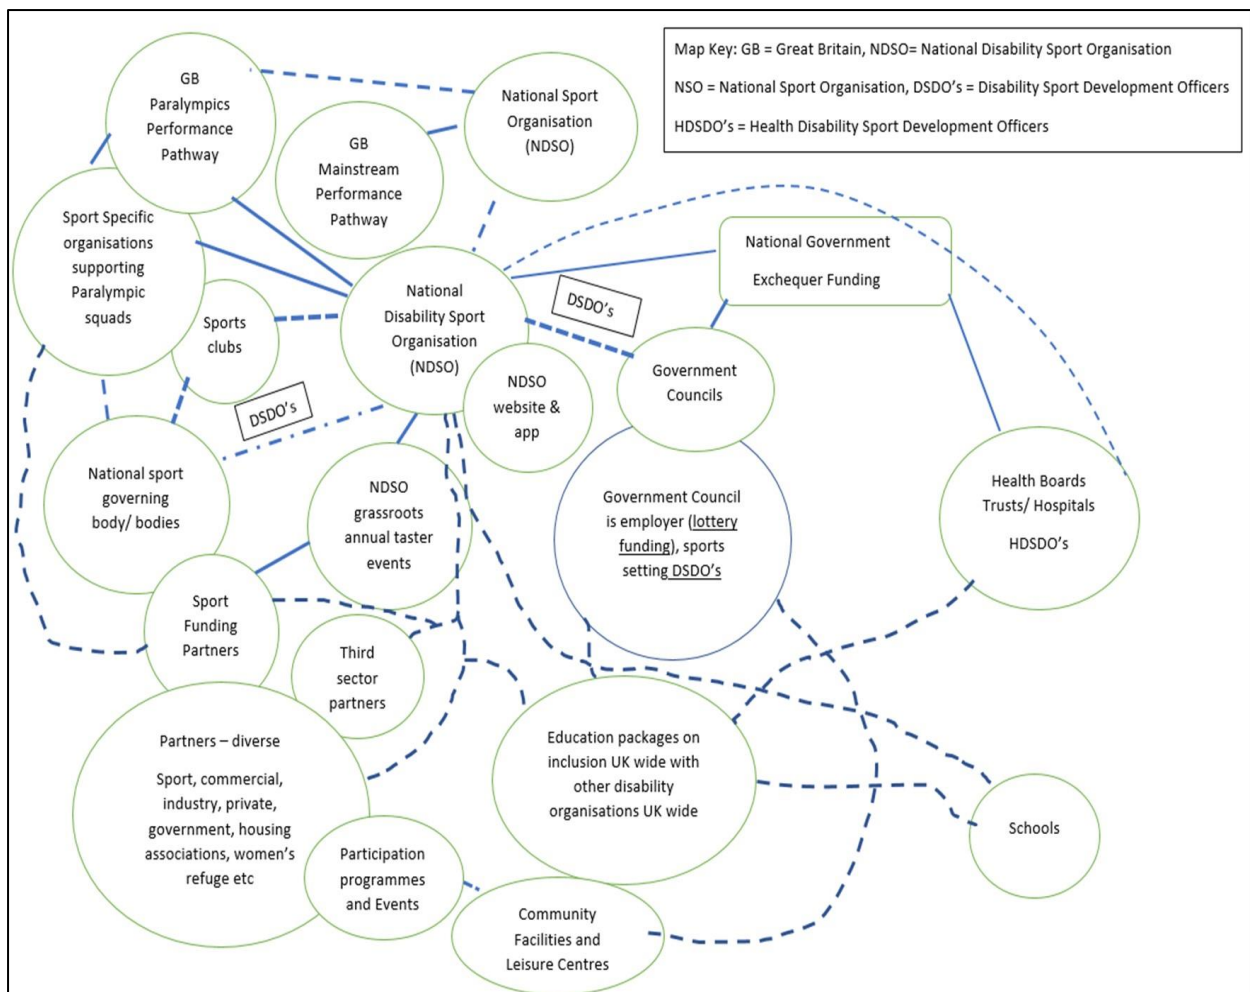 Map Key: GB = Great Britain, NDSO= National Disability Sport Organisation
NSO = National Sport Organisation, DSDO's = Disability Sport Development Officers
HDSDO's = Health Disability Sport Development Officers
GB
Paralympics
Performance
Pathway
GB
Mainstream
Performance
Pathway
National Sport
Organisation
(NDSO)
Sport Specific
organisations
supporting
Paralympic
squads
Sports
clubs
National
Disability Sport
Organisation
(NDSO)
DSDO's
National Government
Exchequer Funding
NDSO
website &
app
Government
Councils
DSDO's
National sport
governing
body/ bodies
NDSO
grassroots
annual taster
events
Government Council
is employer (lottery
funding), sports
setting DSDO's
Health Boards
Trusts/ Hospitals
HDSDO's
Sport
Funding
Partners
Third
sector
partners
Partners – diverse
Sport, commercial,
industry, private,
government, housing
associations, women's
refuge etc
Education packages on
inclusion UK wide with
other disability
organisations UK wide
Schools
Participation
programmes
and Events
Community
Facilities and
Leisure Centres